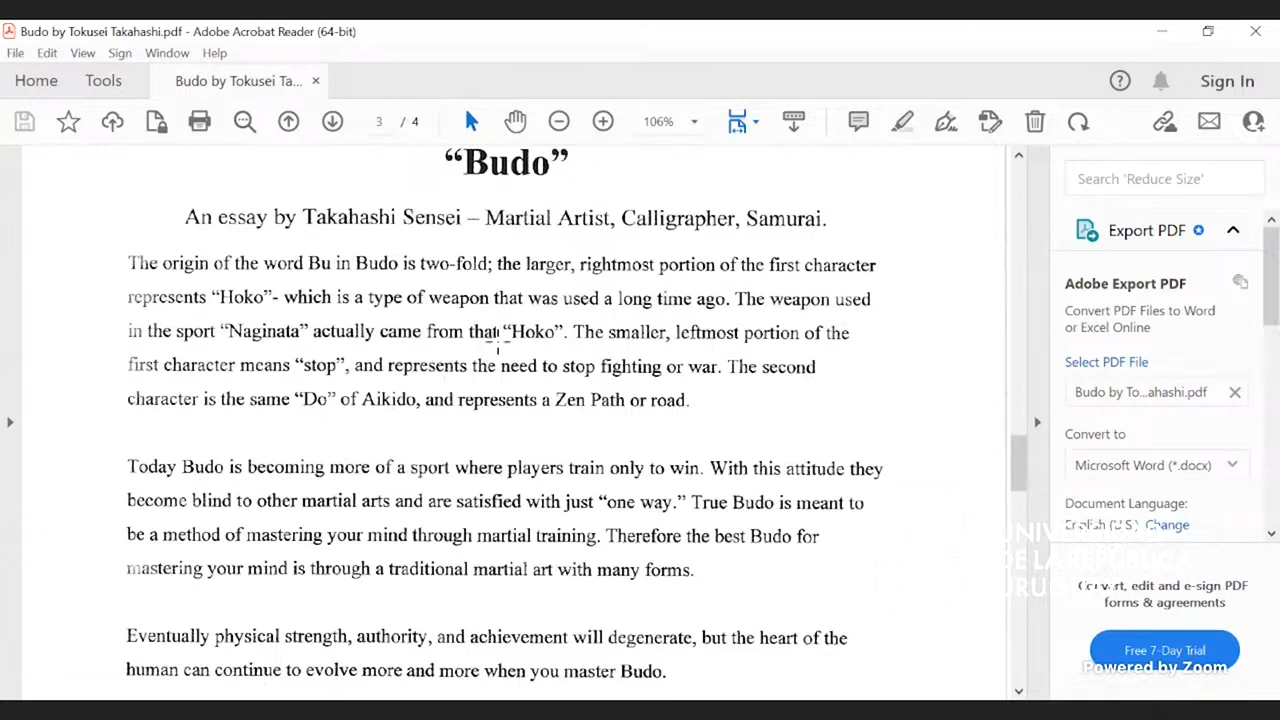 Budo by Tokusei Takahashi.pdf - Adobe Acrobat Reader (64-bit)
File Edit View Sign Window Help
Home Tools Budo by Tokusei Ta... × Sign In
3 / 4 106%
“Budo”
An essay by Takahashi Sensei – Martial Artist, Calligrapher, Samurai.
The origin of the word Bu in Budo is two-fold; the larger, rightmost portion of the first character
represents “Hoko”- which is a type of weapon that was used a long time ago. The weapon used
in the sport “Naginata” actually came from that “Hoko”. The smaller, leftmost portion of the
first character means “stop”, and represents the need to stop fighting or war. The second
character is the same “Do” of Aikido, and represents a Zen Path or road.
Today Budo is becoming more of a sport where players train only to win. With this attitude they
become blind to other martial arts and are satisfied with just “one way.” True Budo is meant to
be a method of mastering your mind through martial training. Therefore the best Budo for
mastering your mind is through a traditional martial art with many forms.
Eventually physical strength, authority, and achievement will degenerate, but the heart of the
human can continue to evolve more and more when you master Budo.
Search 'Reduce Size'
Export PDF
Adobe Export PDF
Convert PDF Files to Word
or Excel Online
Select PDF File
Budo by To...ahashi.pdf
Convert to
Microsoft Word (*.docx)
Document Language:
English (U.S.) Change
DE LA REPÚBLICA
Convert, edit and e-sign PDF
forms & agreements
Free 7-Day Trial
Powered by Zoom